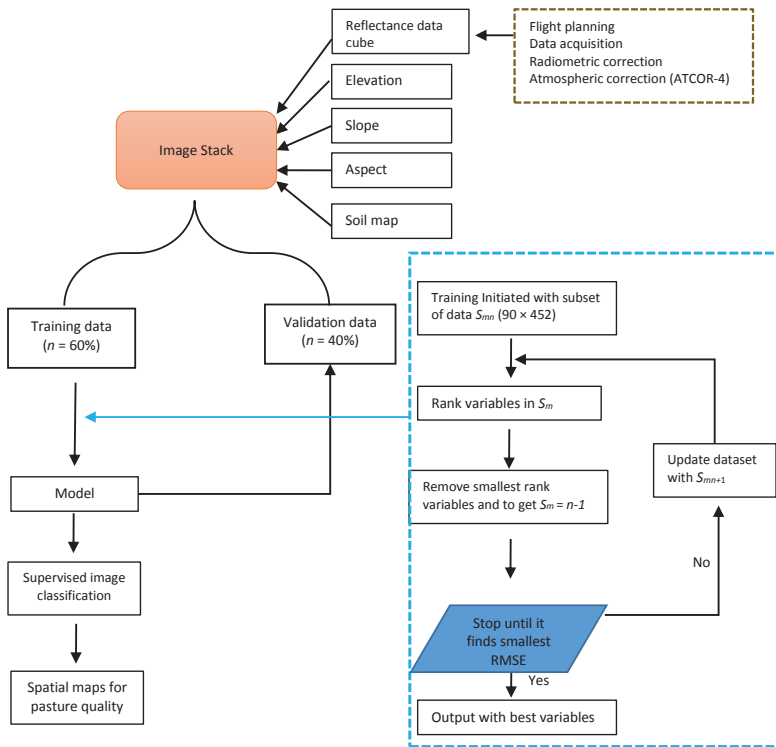 Reflectance data
cube
Flight planning
Data acquisition
Radiometric correction
Atmospheric correction (ATCOR-4)
Elevation
Slope
Image Stack
Aspect
Soil map
Training data
(n = 60%)
Validation data
(n = 40%)
Training Initiated with subset
of data Smn (90 × 452)
Rank variables in Sm
Update dataset
with Smn+1
Model
Remove smallest rank
variables and to get Sm = n-1
No
Supervised image
classification
Stop until it
finds smallest
RMSE
Yes
Spatial maps for
pasture quality
Output with best variables